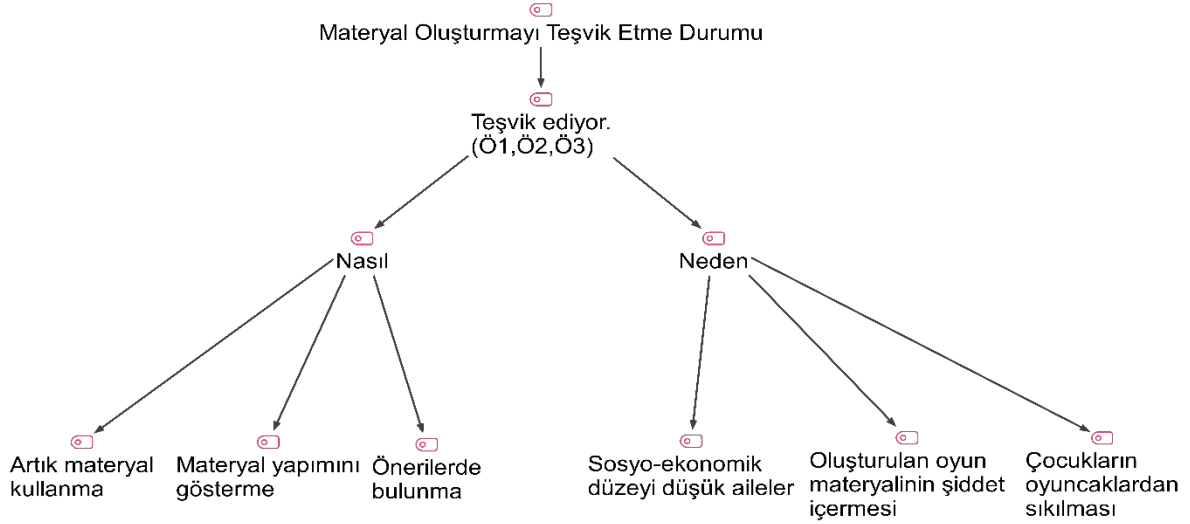 Materyal Oluşturmayı Teşvik Etme Durumu
Teşvik ediyor.
(Ö1,Ö2,Ö3)
Nasıl
Neden
Artık materyal
kullanma
Materyal yapımını
gösterme
Önerilerde
bulunma
Sosyo-ekonomik
düzeyi düşük aileler
Oluşturulan oyun
materyalinin şiddet
içermesi
Çocukların
oyuncaklardan
sıkılması